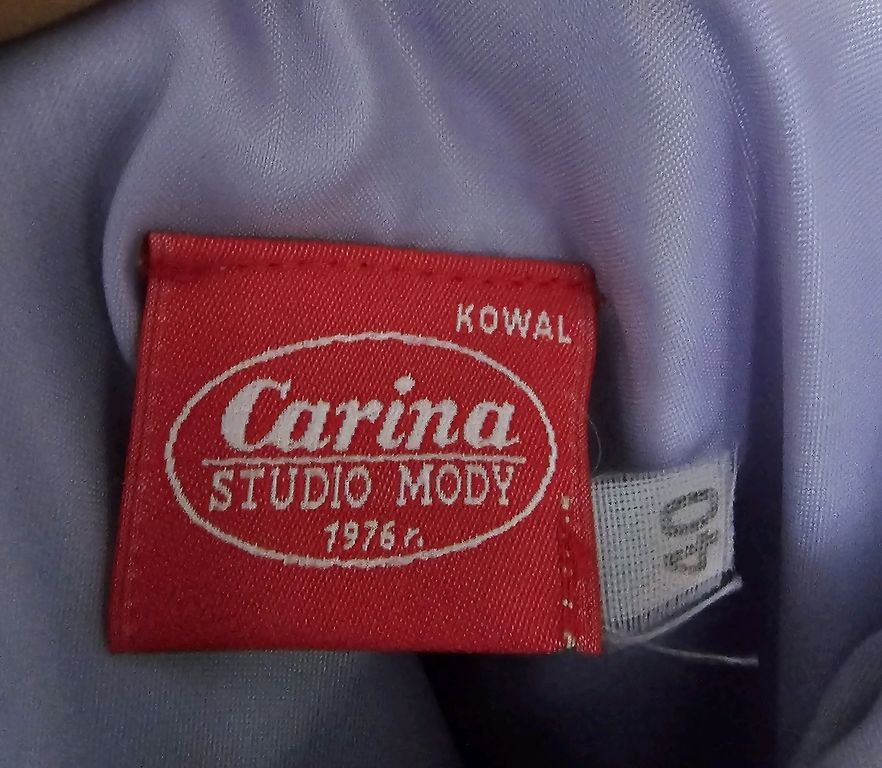 KOWAL
Carina
STUDIO MODY
1976 r.
40